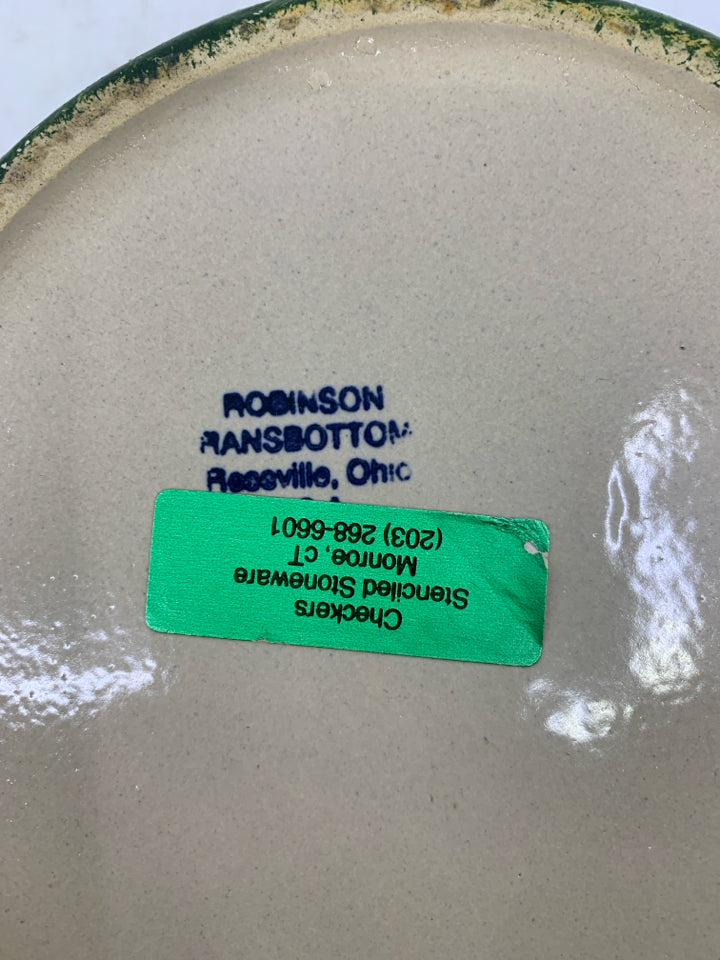 ROBINSON
RANSBOTTOM
Roseville, Ohio
Checkers
Stenciled Stoneware
Monroe, CT
(203) 268-6601